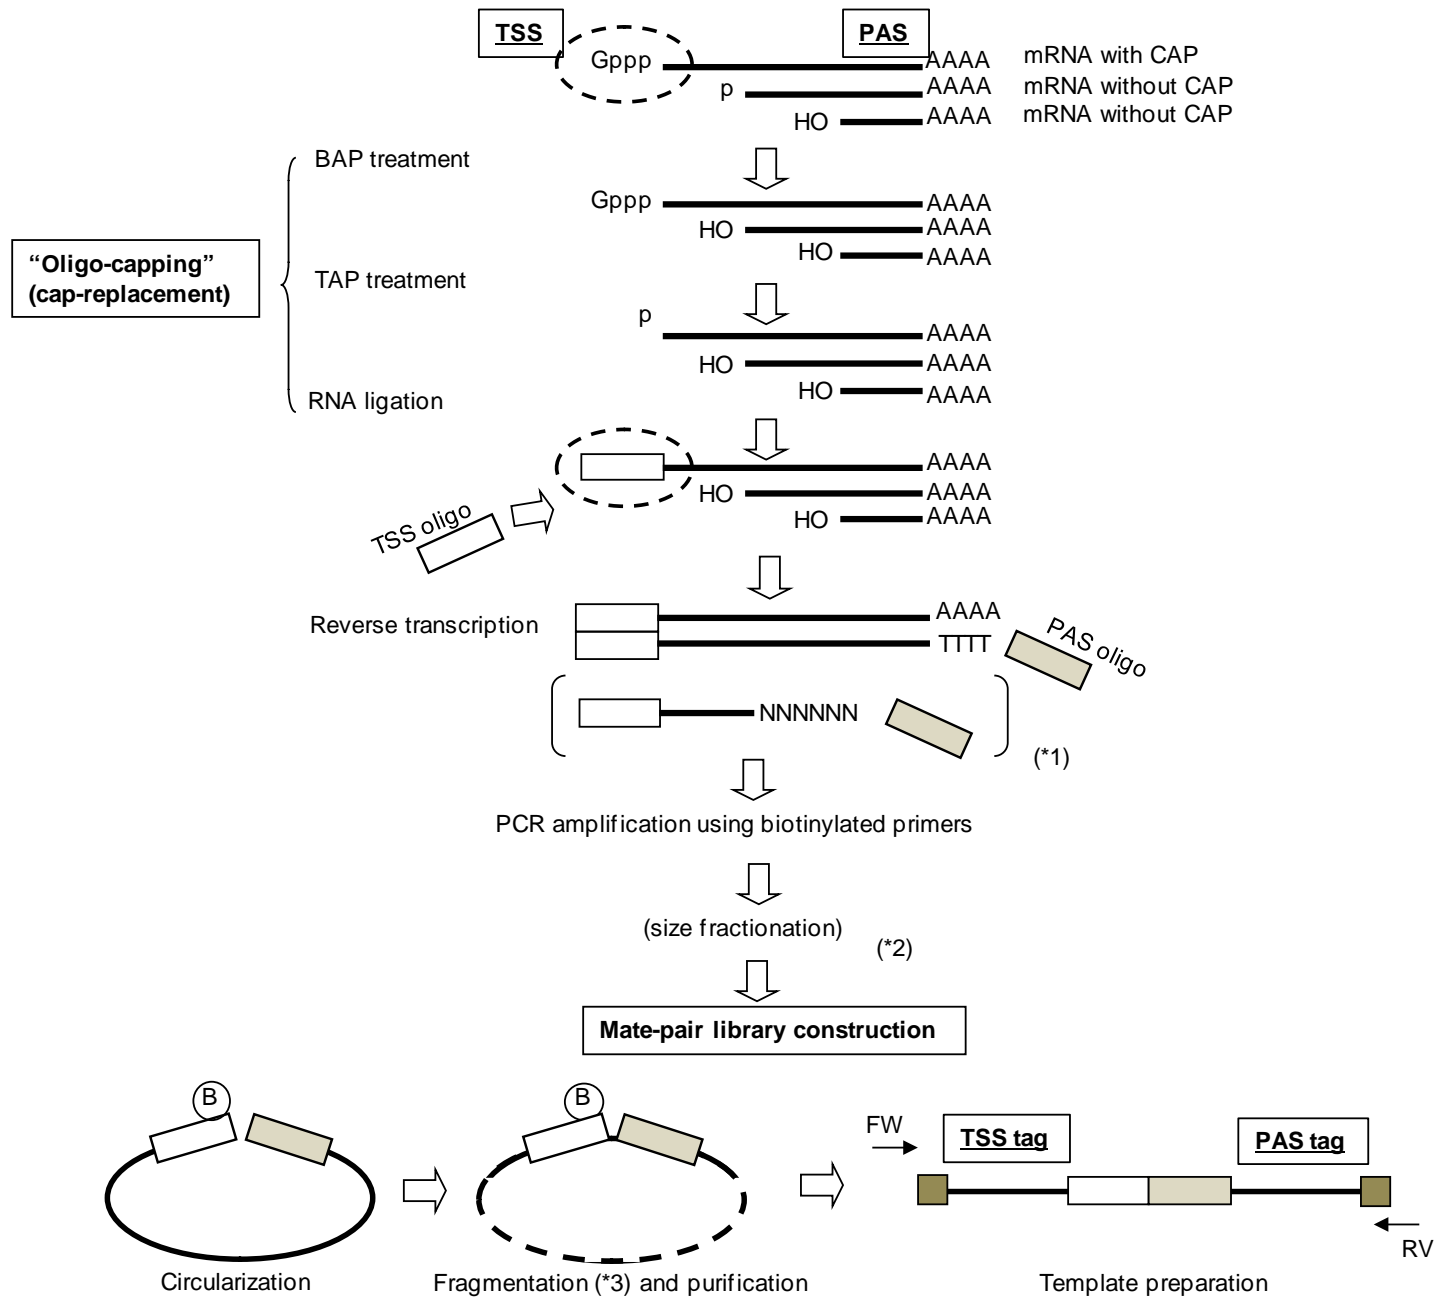 TSS
PAS
Gppp
AAAA
mRNA with CAP
p
AAAA
mRNA without CAP
HO
AAAA
mRNA without CAP
BAP treatment
Gppp
AAAA
HO
AAAA
HO
AAAA
“Oligo-capping”
(cap-replacement)
TAP treatment
p
AAAA
HO
AAAA
HO
AAAA
RNA ligation
AAAA
HO
AAAA
HO
AAAA
TSS oligo
Reverse transcription
AAAA
TTTT
PAS oligo
NNNNNN
(*1)
PCR amplification using biotinylated primers
(size fractionation)
(*2)
Mate-pair library construction
B
B
FW
TSS tag
PAS tag
RV
Circularization
Fragmentation (*3) and purification
Template preparation